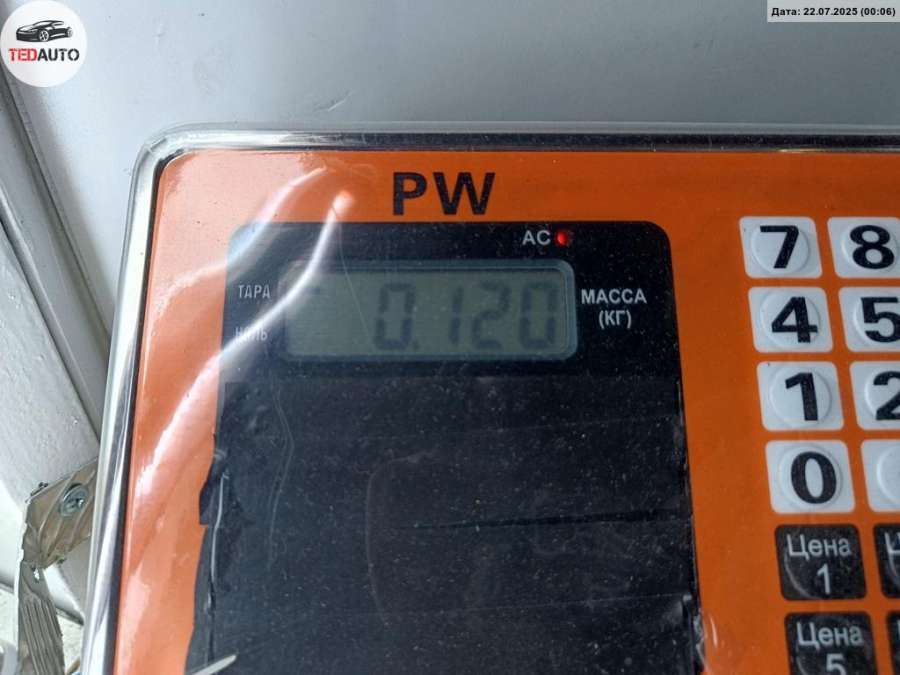 TEDAUTO
Дата: 22.07.2025 (00:06)
PW
AC
ТАРА
0.120
МАССА
(КГ)
НОЛЬ
7 8
4 5
1 2
0
Цена
1
Цена
5